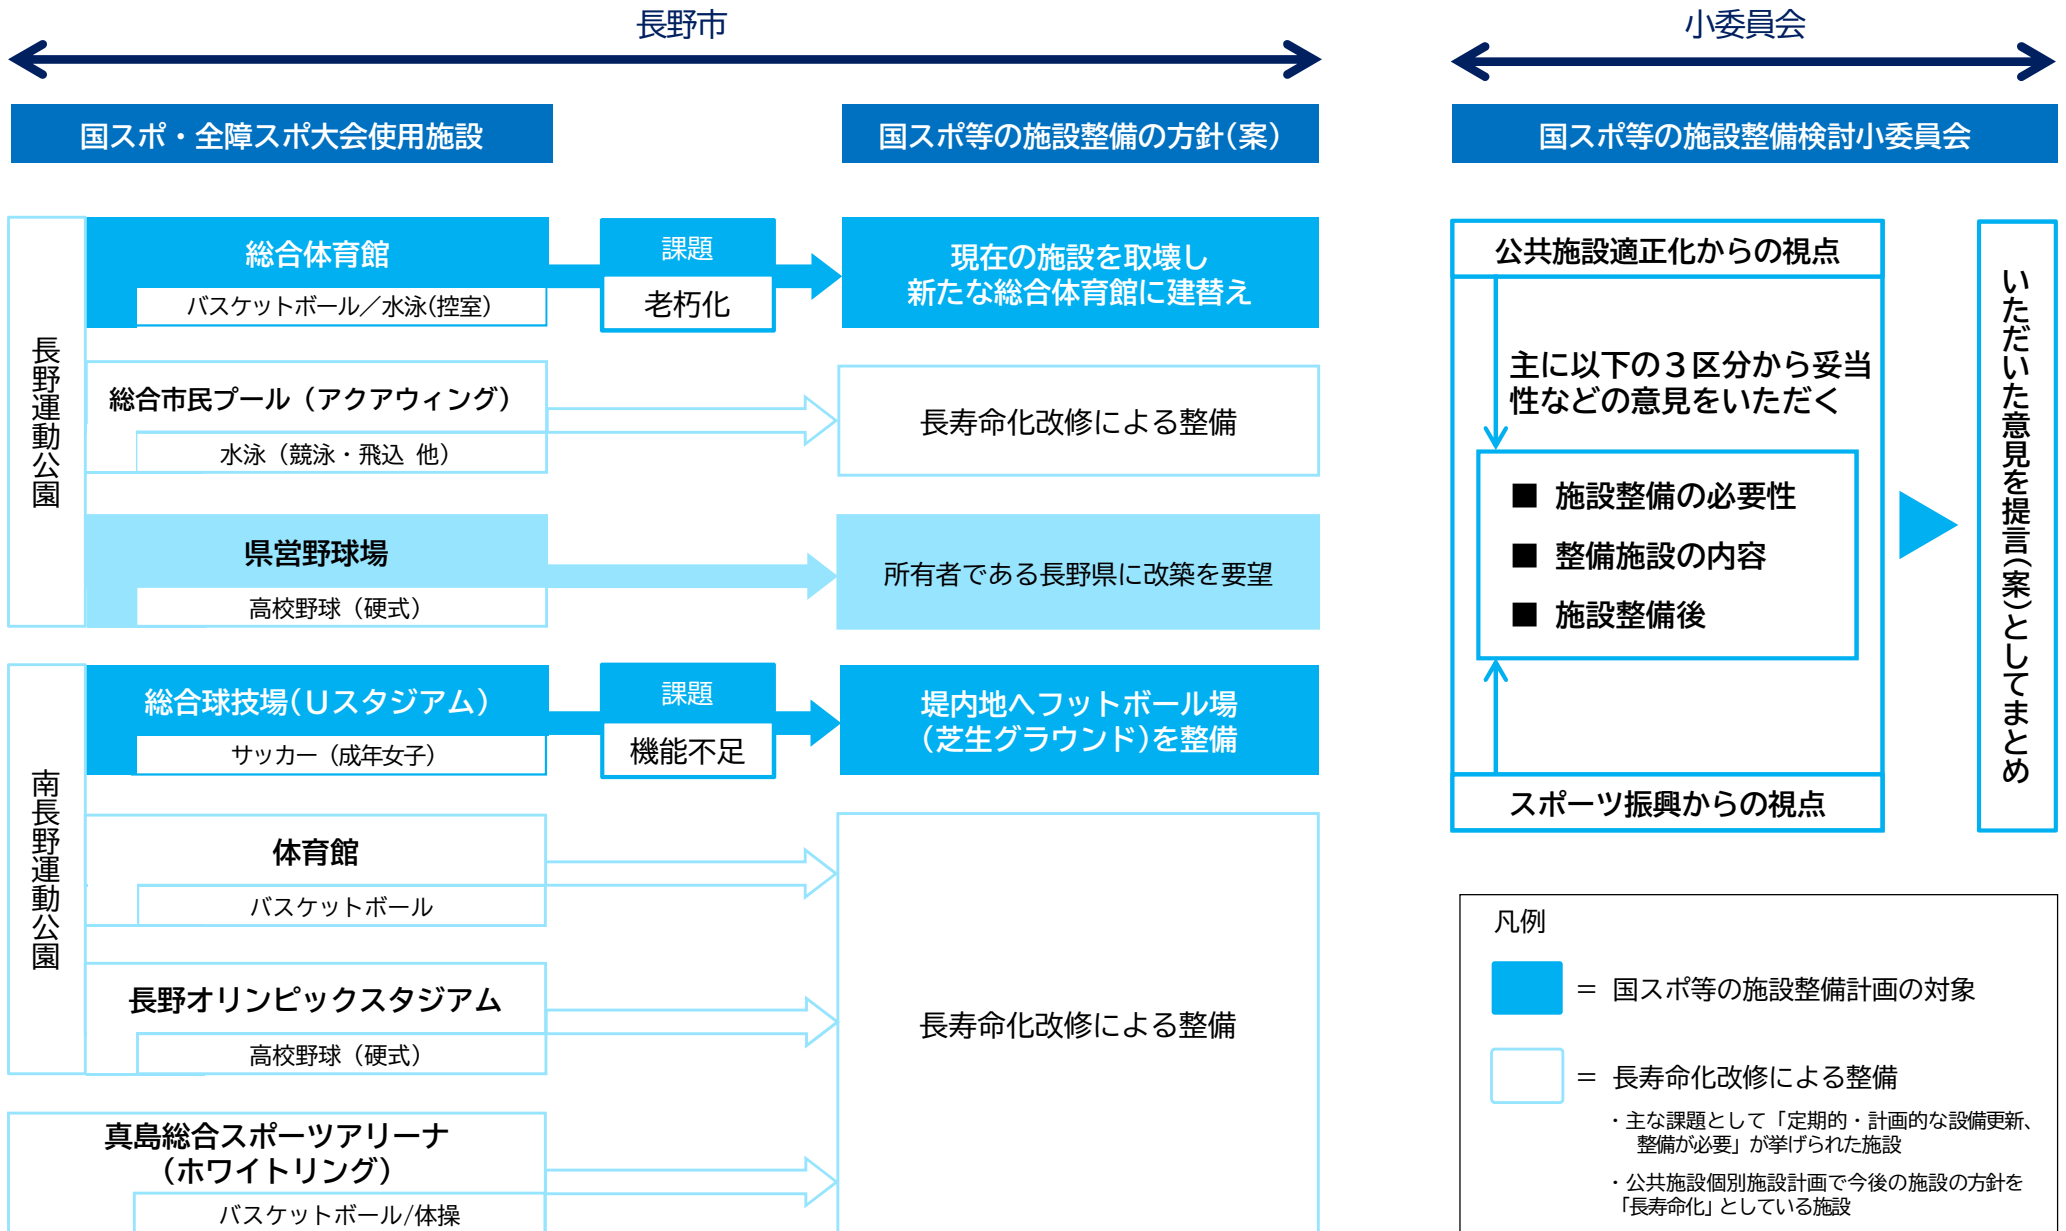 長野市
小委員会
国スポ・全障スポ大会使用施設
国スポ等の施設整備の方針(案)
国スポ等の施設整備検討小委員会
長野運動公園
総合体育館
バスケットボール／水泳(控室)
課題
老朽化
現在の施設を取壊し
新たな総合体育館に建替え
総合市民プール（アクアウィング）
水泳（競泳・飛込 他）
長寿命化改修による整備
県営野球場
高校野球（硬式）
所有者である長野県に改築を要望
南長野運動公園
総合球技場(Ｕスタジアム)
サッカー（成年女子）
課題
機能不足
堤内地へフットボール場
(芝生グラウンド)を整備
体育館
バスケットボール
長野オリンピックスタジアム
高校野球（硬式）
真島総合スポーツアリーナ
（ホワイトリング）
バスケットボール/体操
長寿命化改修による整備
公共施設適正化からの視点
主に以下の３区分から妥当
性などの意見をいただく
■ 施設整備の必要性
■ 整備施設の内容
■ 施設整備後
スポーツ振興からの視点
いただいた意見を提言(案)としてまとめ
凡例
＝ 国スポ等の施設整備計画の対象
＝ 長寿命化改修による整備
・主な課題として「定期的・計画的な設備更新、
整備が必要」が挙げられた施設
・公共施設個別施設計画で今後の施設の方針を
「長寿命化」としている施設